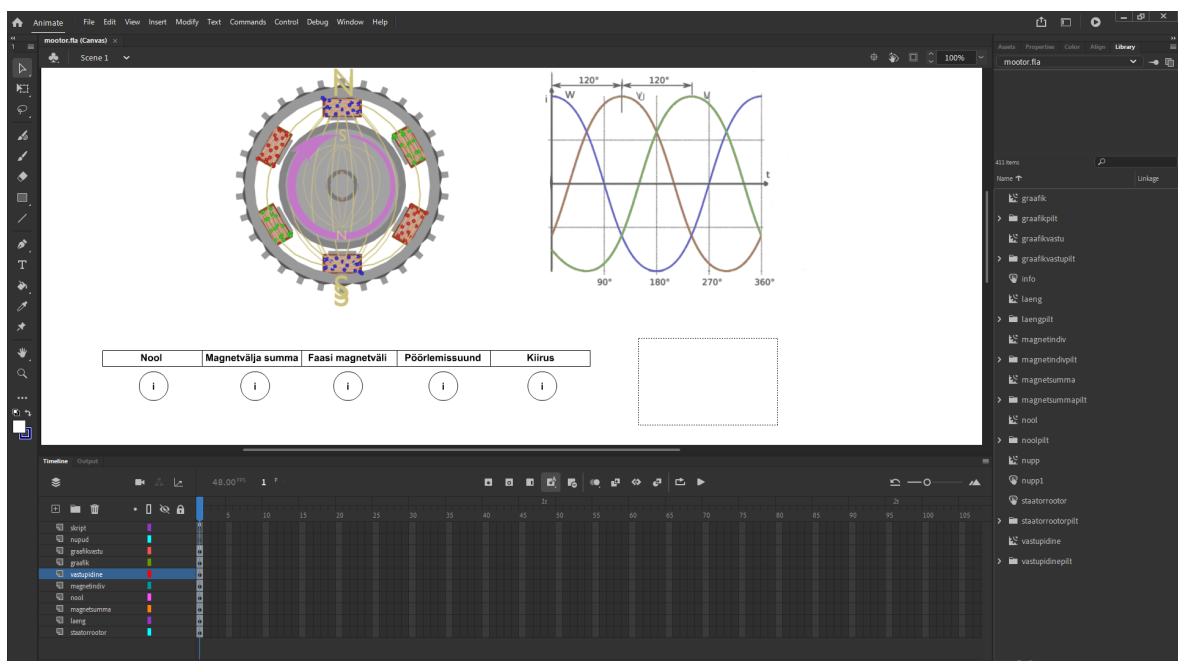 Animate File Edit View Insert Modify Text Commands Control Debug Window Help
1 mootor.fla (Canvas) ×
Assets Properties Color Align Library
Scene 1
100%
mootor.fla
N
S
N
S
120° 120°
i W
t
90° 180° 270° 360°
Nool Magnetvälja summa Faasi magnetväli Pöörlemissuund Kiirus
i i i i i
411 items
Name Linkage
graafik
graafikpilt
graafikvastu
graafikvastupilt
info
laeng
laengpilt
magnetindiv
magnetindivpilt
magnetsumma
magnetsummapilt
nool
noolpilt
nupp
nupp1
staatorrootor
staatorrootorpilt
vastupidine
vastupidinepilt
Timeline Output
48.00 FPS 1 F
1s 2s
5 10 15 20 25 30 35 40 45 50 55 60 65 70 75 80 85 90 95 100 105
skript
nupud
graafikvastu
graafik
vastupidine
magnetindiv
nool
magnetsumma
laeng
staatorrootor